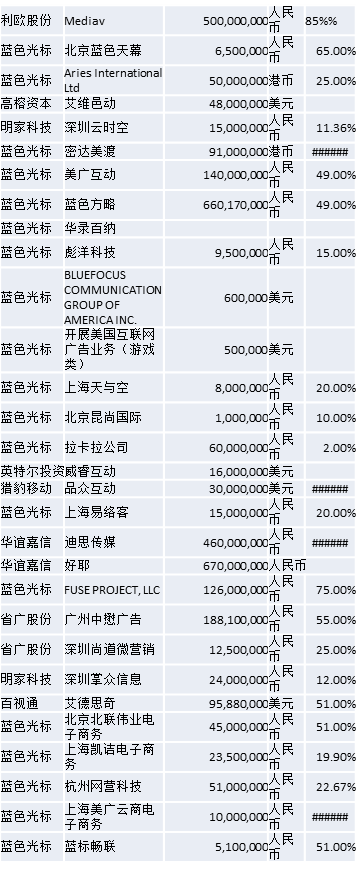 利欧股份 Mediav 500,000,000 人民币 85%%
蓝色光标 北京蓝色天幕 6,500,000 人民币 65.00%
蓝色光标 Aries International Ltd 50,000,000 港币 25.00%
高榕资本 艾维邑动 48,000,000 美元
明家科技 深圳云时空 15,000,000 人民币 11.36%
蓝色光标 密达美渡 91,000,000 港币 ######
蓝色光标 美广互动 140,000,000 人民币 49.00%
蓝色光标 蓝色方略 660,170,000 人民币 49.00%
蓝色光标 华录百纳
蓝色光标 彪洋科技 9,500,000 人民币 15.00%
蓝色光标 BLUEFOCUS COMMUNICATION GROUP OF AMERICA INC. 600,000 美元
蓝色光标 开展美国互联网广告业务（游戏类） 500,000 美元
蓝色光标 上海天与空 8,000,000 人民币 20.00%
蓝色光标 北京昆尚国际 1,000,000 人民币 10.00%
蓝色光标 拉卡拉公司 60,000,000 人民币 2.00%
英特尔投资 威睿互动 16,000,000 美元
猎豹移动 品众互动 30,000,000 美元 ######
蓝色光标 上海易络客 15,000,000 人民币 20.00%
华谊嘉信 迪思传媒 460,000,000 人民币 ######
华谊嘉信 好耶 670,000,000 人民币
蓝色光标 FUSE PROJECT, LLC 126,000,000 人民币 75.00%
省广股份 广州中懋广告 188,100,000 人民币 55.00%
省广股份 深圳尚道微营销 12,500,000 人民币 25.00%
明家科技 深圳掌众信息 24,000,000 人民币 12.00%
百视通 艾德思奇 95,880,000 美元 51.00%
蓝色光标 北京北联伟业电子商务 45,000,000 人民币 51.00%
蓝色光标 上海凯诘电子商务 23,500,000 人民币 19.90%
蓝色光标 杭州网营科技 51,000,000 人民币 22.67%
蓝色光标 上海美广云商电子商务 10,000,000 人民币 ######
蓝色光标 蓝标畅联 5,100,000 人民币 51.00%